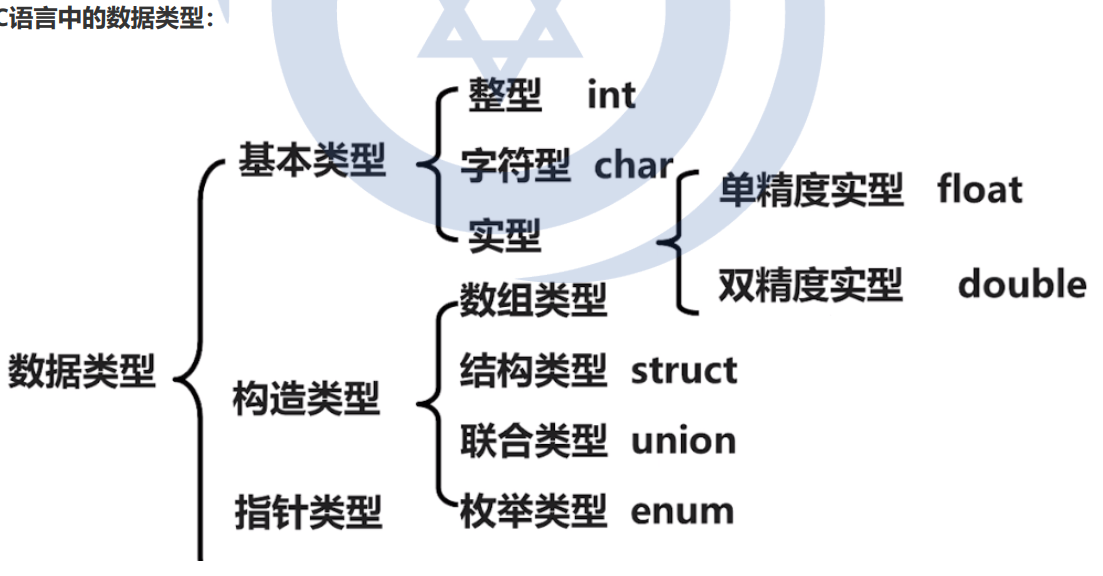 C语言中的数据类型：
整型 int
基本类型
字符型 char
单精度实型 float
实型
双精度实型 double
数组类型
数据类型
结构类型 struct
构造类型
联合类型 union
指针类型
枚举类型 enum